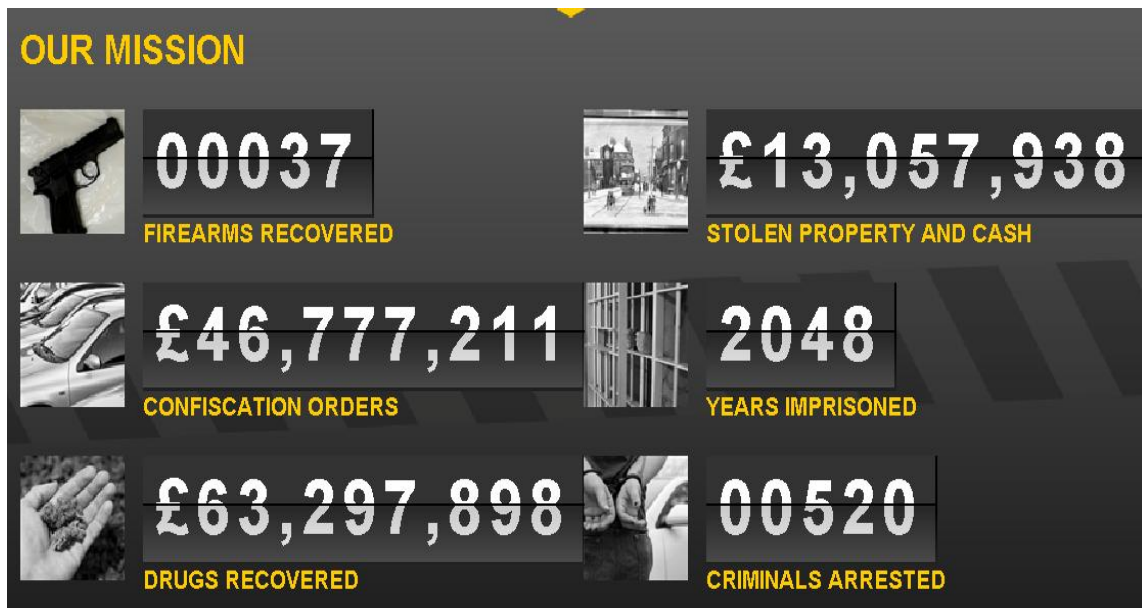 OUR MISSION
00037
FIREARMS RECOVERED
£13,057,938
STOLEN PROPERTY AND CASH
£46,777,211
CONFISCATION ORDERS
2048
YEARS IMPRISONED
£63,297,898
DRUGS RECOVERED
00520
CRIMINALS ARRESTED